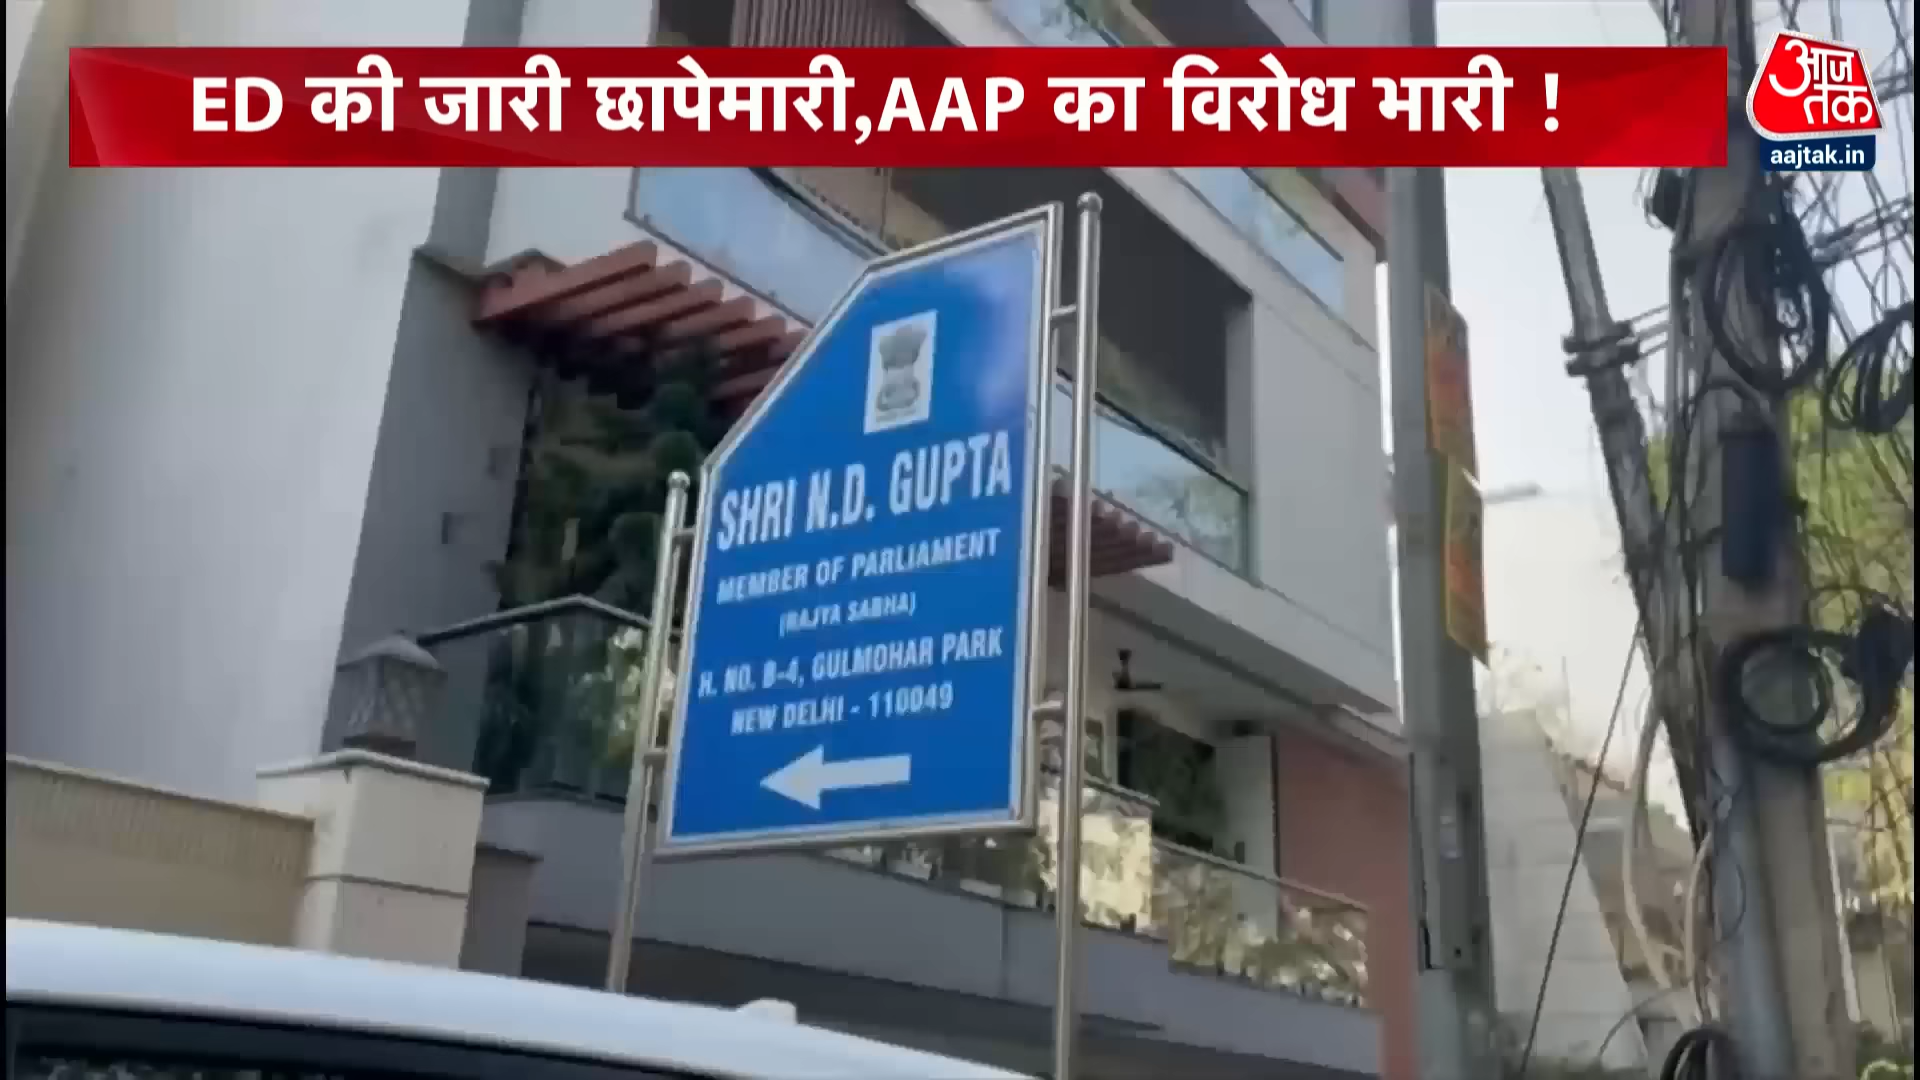 ED की जारी छापेमारी,AAP का विरोध भारी !
आज
तक
aajtak.in
SHRI N.D. GUPTA
MEMBER OF PARLIAMENT
(RAJYA SABHA)
H. NO. B-4, GULMOHAR PARK
NEW DELHI - 110049